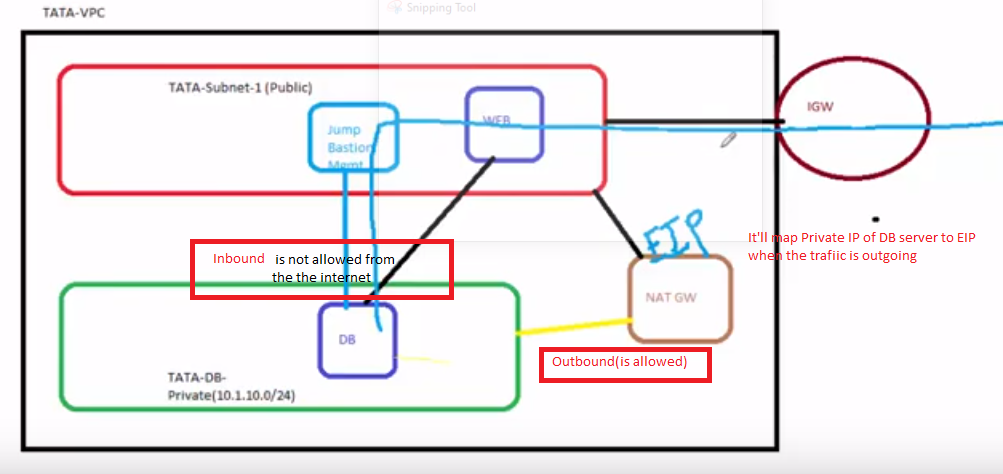 TATA-VPC
Snipping Tool
TATA-Subnet-1 (Public)
Jump
Bastion
Mgmt
WEB
IGW
EIP
It'll map Private IP of DB server to EIP
when the trafiic is outgoing
Inbound is not allowed from
the the internet
NAT GW
DB
Outbound(is allowed)
TATA-DB-
Private(10.1.10.0/24)